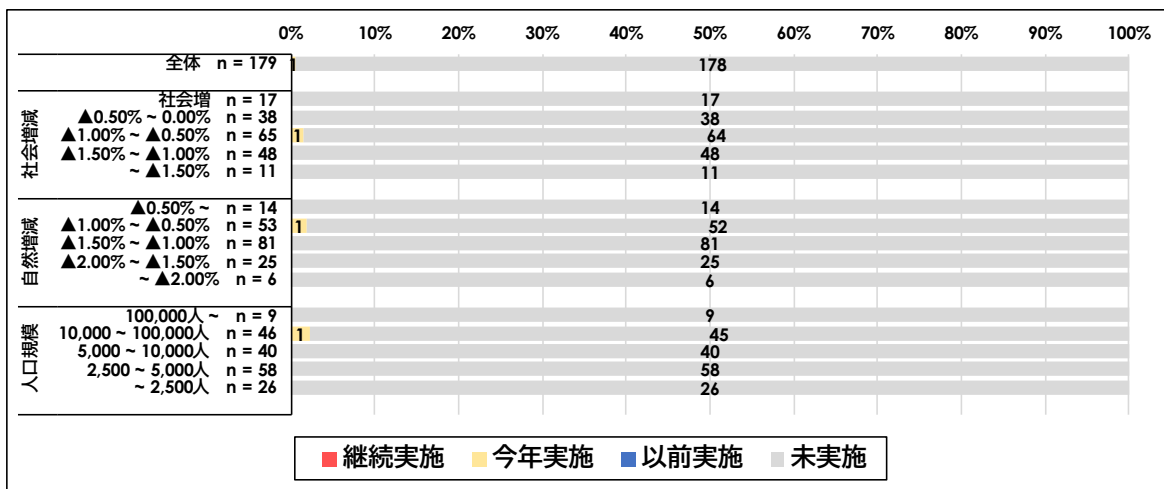 0% 10% 20% 30% 40% 50% 60% 70% 80% 90% 100%
全体 n = 179 1 178
社会増減
社会増 n = 17 17
▲0.50% ~ 0.00% n = 38 38
▲1.00% ~ ▲0.50% n = 65 1 64
▲1.50% ~ ▲1.00% n = 48 48
~ ▲1.50% n = 11 11
自然増減
▲0.50% ~ n = 14 14
▲1.00% ~ ▲0.50% n = 53 1 52
▲1.50% ~ ▲1.00% n = 81 81
▲2.00% ~ ▲1.50% n = 25 25
~ ▲2.00% n = 6 6
人口規模
100,000人 ~ n = 9 9
10,000 ~ 100,000人 n = 46 1 45
5,000 ~ 10,000人 n = 40 40
2,500 ~ 5,000人 n = 58 58
~ 2,500人 n = 26 26
継続実施 今年実施 以前実施 未実施